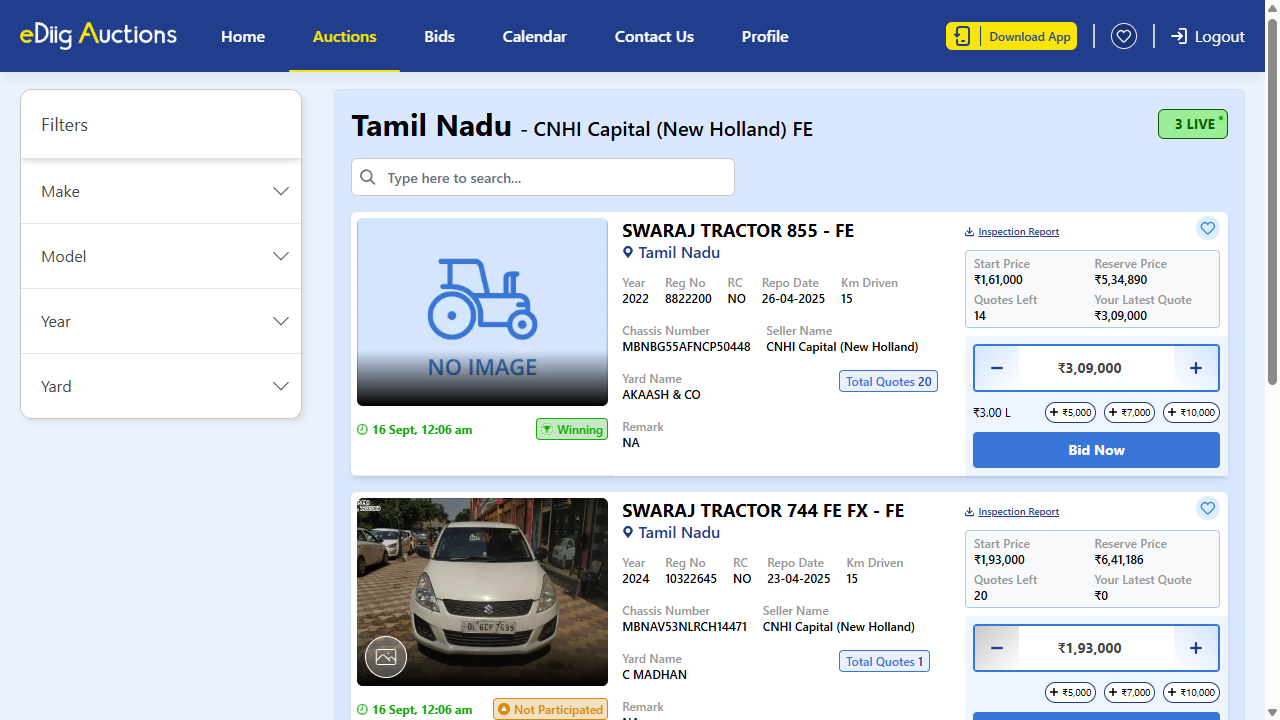 eDiig Auctions
Home
Auctions
Bids
Calendar
Contact Us
Profile
Download App
Logout
Filters
Make
Model
Year
Yard
Tamil Nadu - CNHI Capital (New Holland) FE
3 LIVE
Type here to search...
NO IMAGE
16 Sept, 12:06 am
Winning
SWARAJ TRACTOR 855 - FE
Tamil Nadu
Year Reg No RC Repo Date Km Driven
2022 8822200 NO 26-04-2025 15
Chassis Number Seller Name
MBNBG55AFNCP50448 CNHI Capital (New Holland)
Yard Name
AKAASH & CO
Total Quotes 20
Remark
NA
Inspection Report
Start Price Reserve Price
₹1,61,000 ₹5,34,890
Quotes Left Your Latest Quote
14 ₹3,09,000
− ₹3,09,000 +
₹3.00 L + ₹5,000 + ₹7,000 + ₹10,000
Bid Now
DL 6CP 7699
16 Sept, 12:06 am
Not Participated
SWARAJ TRACTOR 744 FE FX - FE
Tamil Nadu
Year Reg No RC Repo Date Km Driven
2024 10322645 NO 23-04-2025 15
Chassis Number Seller Name
MBNAV53NLRCH14471 CNHI Capital (New Holland)
Yard Name
C MADHAN
Total Quotes 1
Remark
Inspection Report
Start Price Reserve Price
₹1,93,000 ₹6,41,186
Quotes Left Your Latest Quote
20 ₹0
− ₹1,93,000 +
+ ₹5,000 + ₹7,000 + ₹10,000